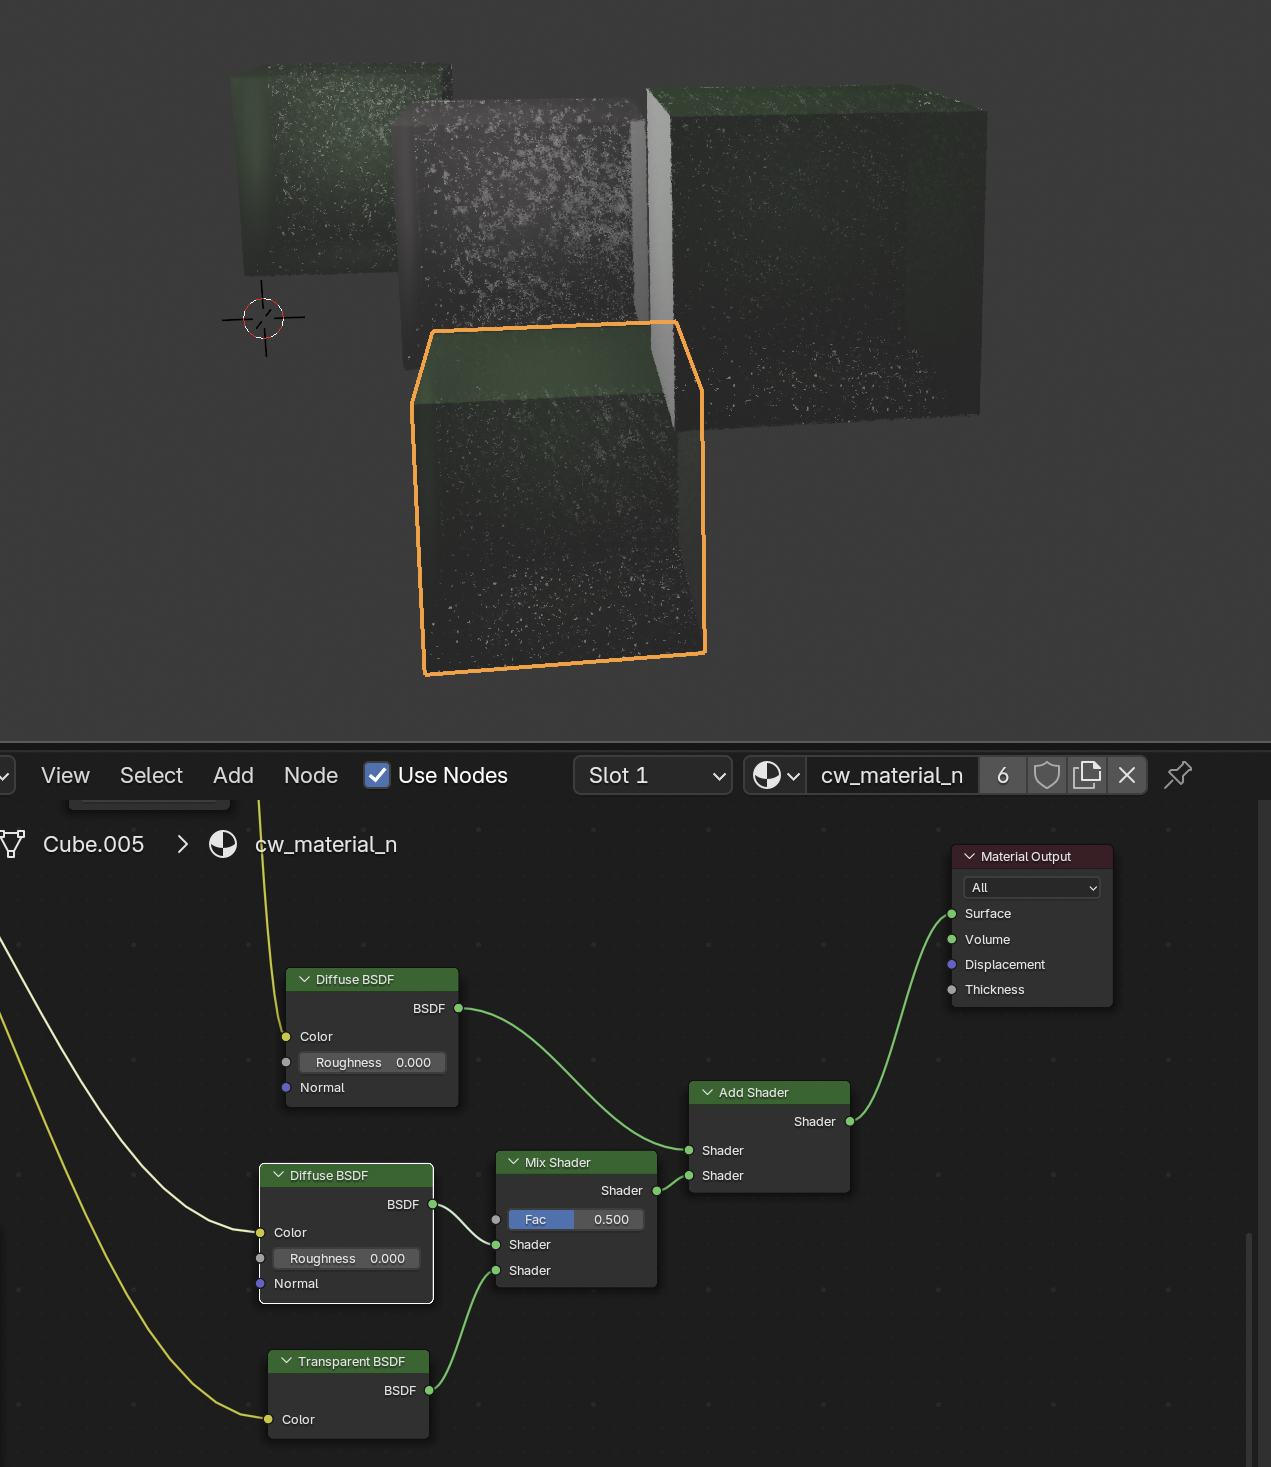 View Select Add Node Use Nodes Slot 1 cw_material_n 6
Cube.005 cw_material_n
Material Output
All
Surface
Volume
Displacement
Thickness
Diffuse BSDF
BSDF
Color
Roughness 0.000
Normal
Add Shader
Shader
Shader
Shader
Mix Shader
Shader
Fac 0.500
Shader
Shader
Diffuse BSDF
BSDF
Color
Roughness 0.000
Normal
Transparent BSDF
BSDF
Color